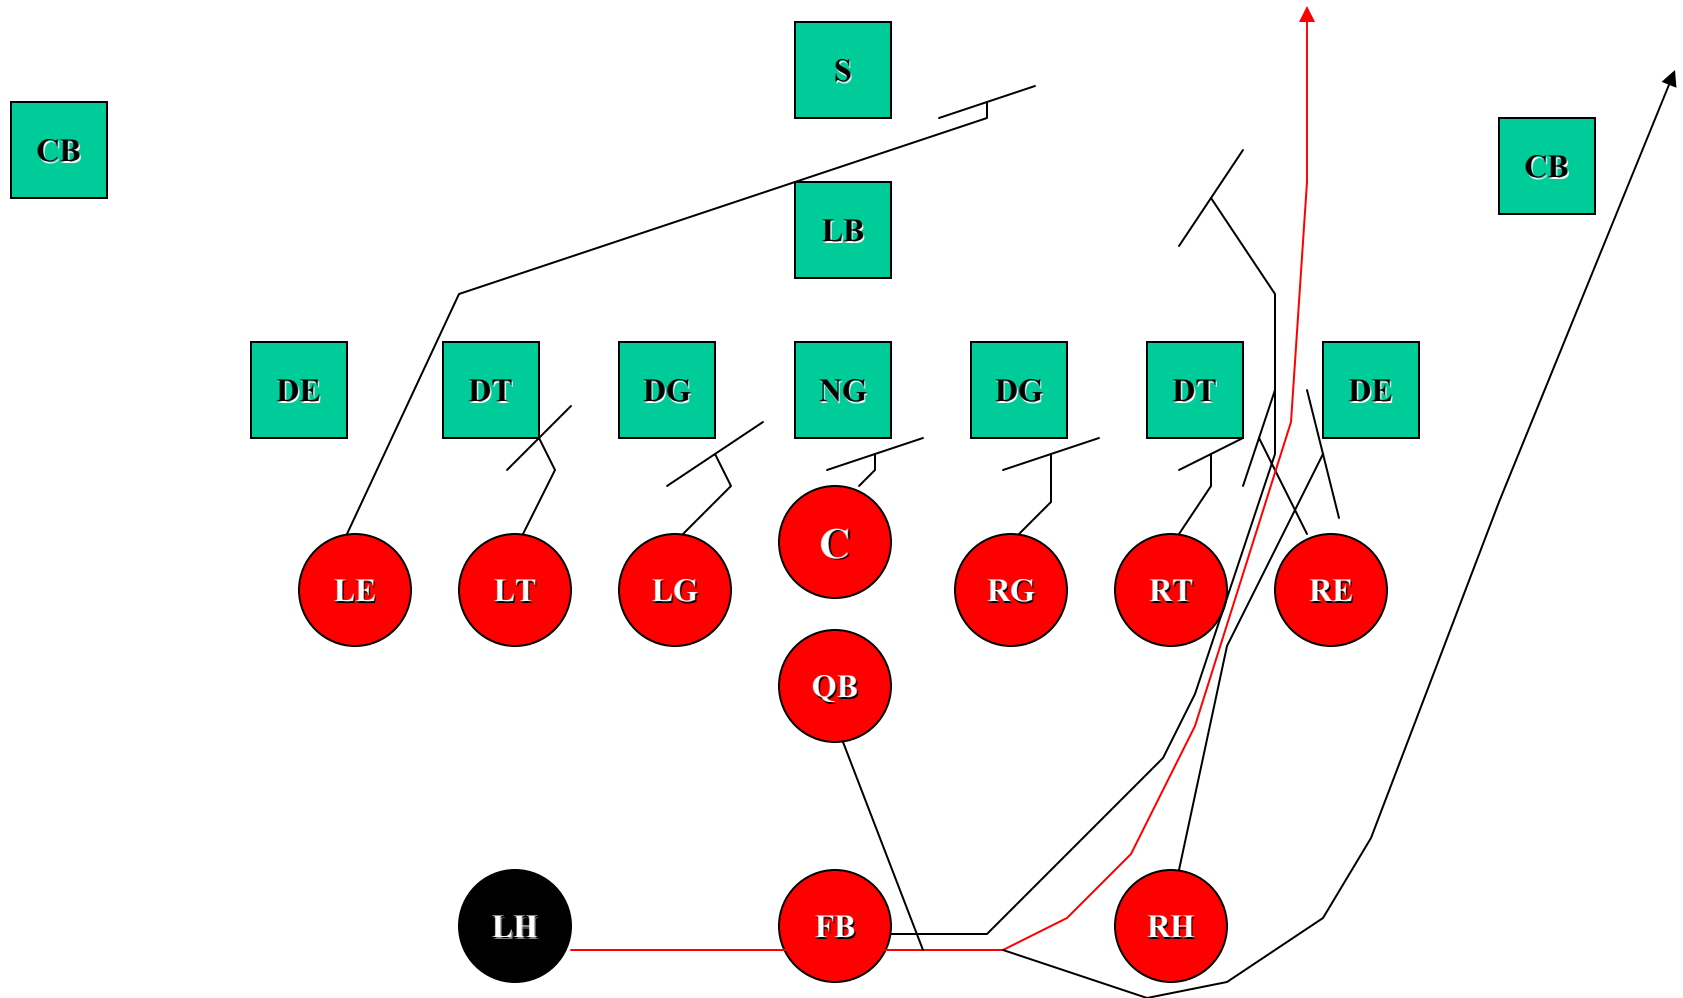 S
CB
CB
LB
DE
DT
DG
NG
DG
DT
DE
C
LE
LT
LG
RG
RT
RE
QB
LH
FB
RH